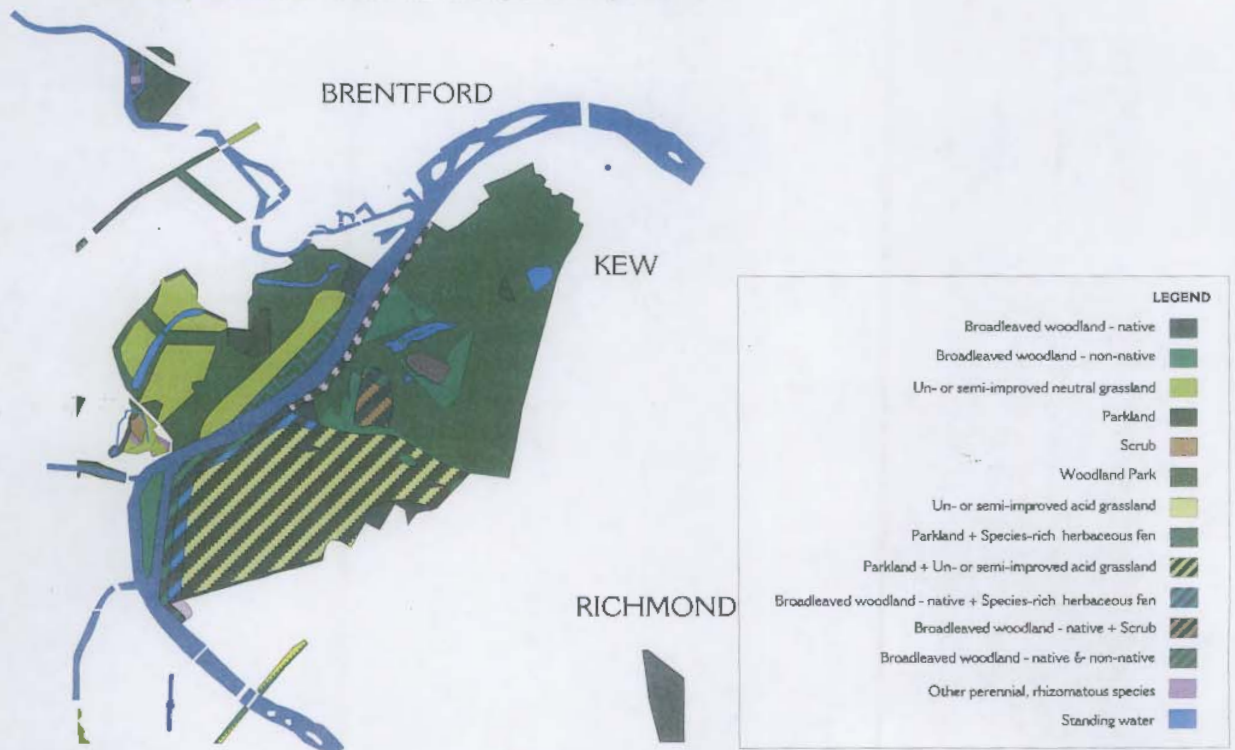 BRENTFORD
KEW
RICHMOND
LEGEND
Broadleaved woodland - native
Broadleaved woodland - non-native
Un- or semi-improved neutral grassland
Parkland
Scrub
Woodland Park
Un- or semi-improved acid grassland
Parkland + Species-rich herbaceous fen
Parkland + Un- or semi-improved acid grassland
Broadleaved woodland - native + Species-rich herbaceous fen
Broadleaved woodland - native + Scrub
Broadleaved woodland - native & non-native
Other perennial, rhizomatous species
Standing water